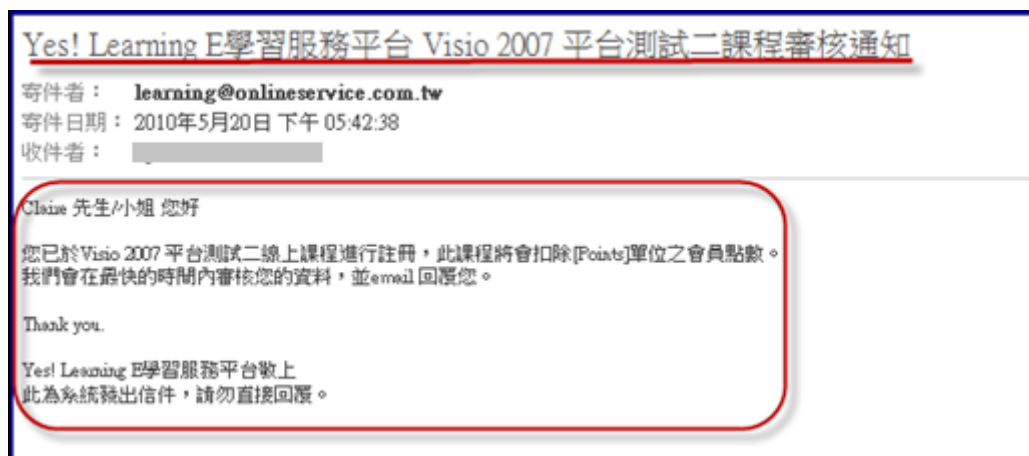 Yes! Learning E學習服務平台 Visio 2007 平台測試二課程審核通知
寄件者： learning@onlineservice.com.tw
寄件日期： 2010年5月20日 下午 05:42:38
收件者：
Claire 先生/小姐 您好
您已於Visio 2007 平台測試二線上課程進行註冊，此課程將會扣除[Points]單位之會員點數。
我們會在最快的時間內審核您的資料，並email 回覆您。
Thank you.
Yes! Learning E學習服務平台敬上
此為系統發出信件，請勿直接回覆。